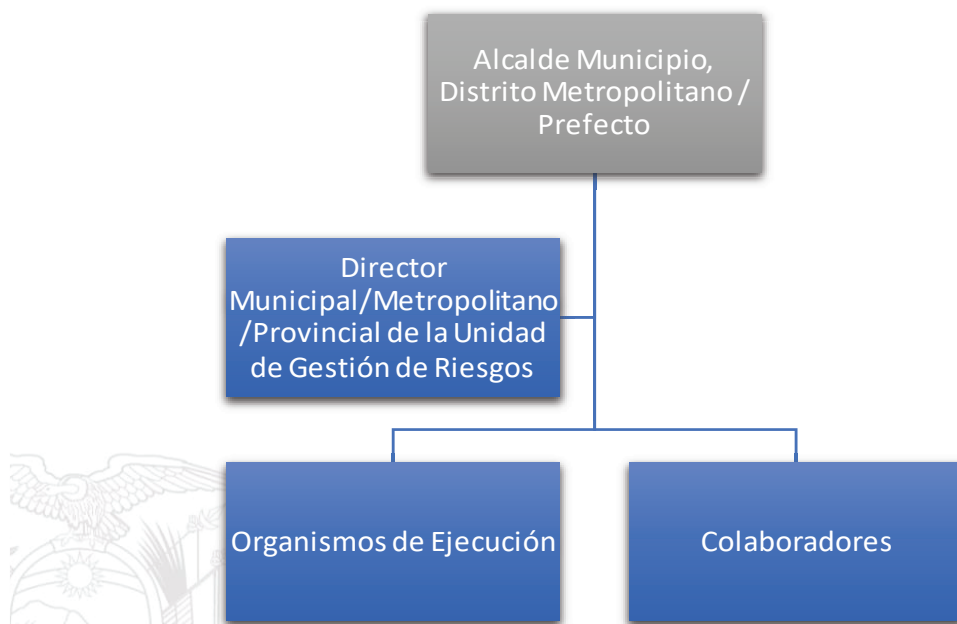 Alcalde Municipio,
Distrito Metropolitano /
Prefecto
Director
Municipal/Metropolitano
/Provincial de la Unidad
de Gestión de Riesgos
Organismos de Ejecución
Colaboradores